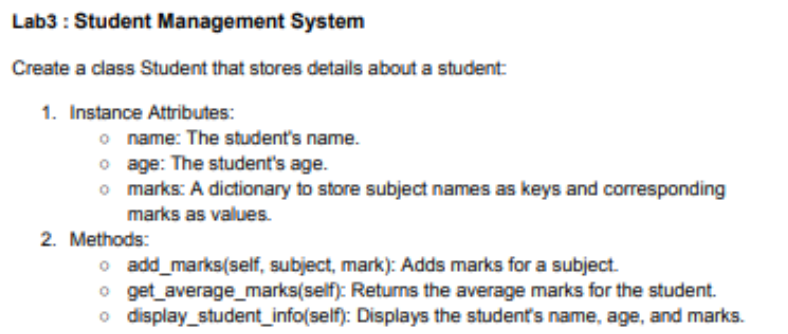 Lab3 : Student Management System
Create a class Student that stores details about a student:
1. Instance Attributes:
○ name: The student's name.
○ age: The student's age.
○ marks: A dictionary to store subject names as keys and corresponding
marks as values.
2. Methods:
○ add_marks(self, subject, mark): Adds marks for a subject.
○ get_average_marks(self): Returns the average marks for the student.
○ display_student_info(self): Displays the student's name, age, and marks.